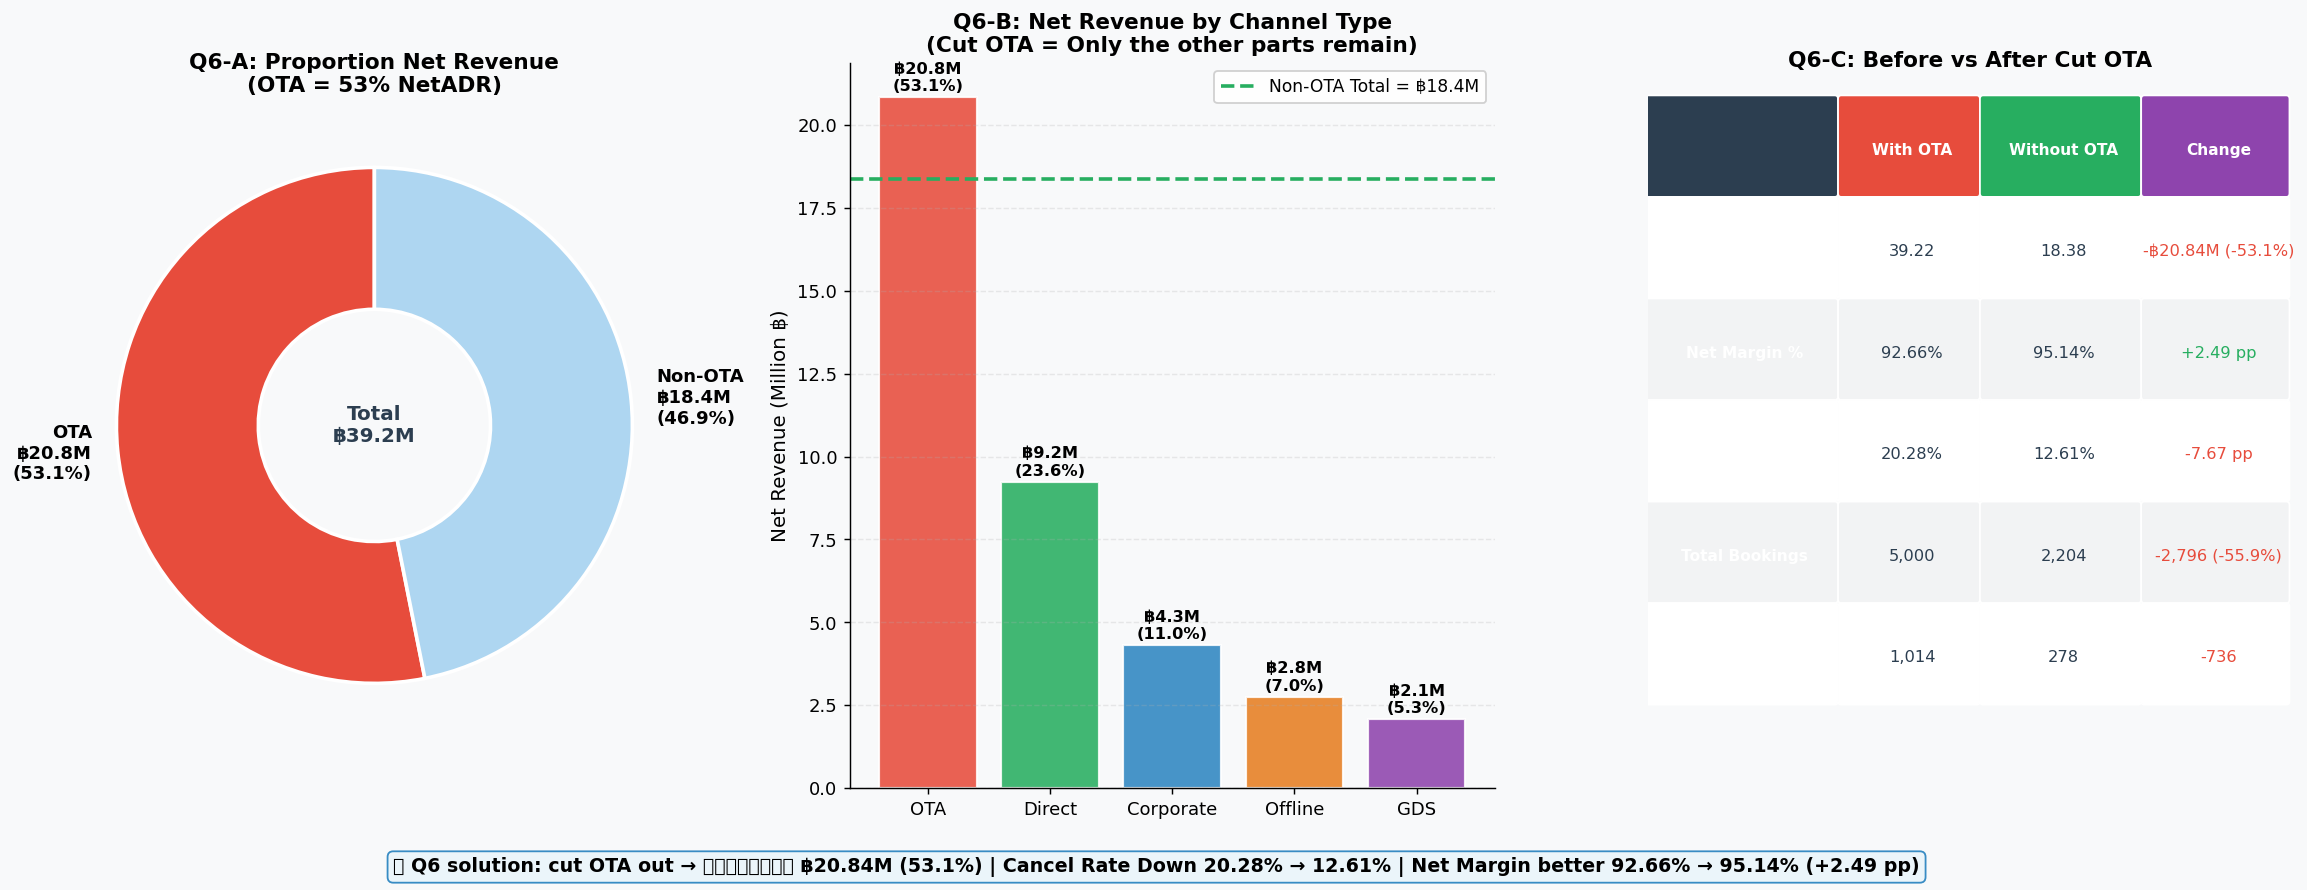 Q6-A: Proportion Net Revenue
(OTA = 53% NetADR)
OTA
฿20.8M
(53.1%)
Total
฿39.2M
Non-OTA
฿18.4M
(46.9%)
Q6-B: Net Revenue by Channel Type
(Cut OTA = Only the other parts remain)
Net Revenue (Million ฿)
20.0
17.5
15.0
12.5
10.0
7.5
5.0
2.5
0.0
Non-OTA Total = ฿18.4M
฿20.8M
(53.1%)
฿9.2M
(23.6%)
฿4.3M
(11.0%)
฿2.8M
(7.0%)
฿2.1M
(5.3%)
OTA Direct Corporate Offline GDS
Q6-C: Before vs After Cut OTA
With OTA Without OTA Change
39.22 18.38 -฿20.84M (-53.1%)
Net Margin % 92.66% 95.14% +2.49 pp
20.28% 12.61% -7.67 pp
Total Bookings 5,000 2,204 -2,796 (-55.9%)
1,014 278 -736
Q6 solution: cut OTA out → ฿20.84M (53.1%) | Cancel Rate Down 20.28% → 12.61% | Net Margin better 92.66% → 95.14% (+2.49 pp)